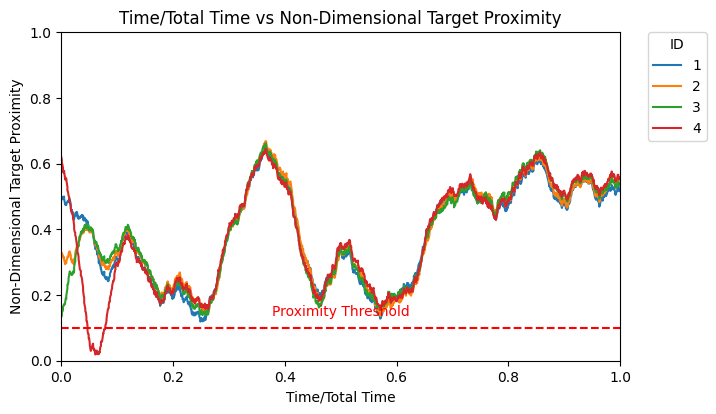 Time/Total Time vs Non-Dimensional Target Proximity
ID
1
2
3
4
Non-Dimensional Target Proximity
1.0
0.8
0.6
0.4
0.2
0.0
Proximity Threshold
0.0 0.2 0.4 0.6 0.8 1.0
Time/Total Time